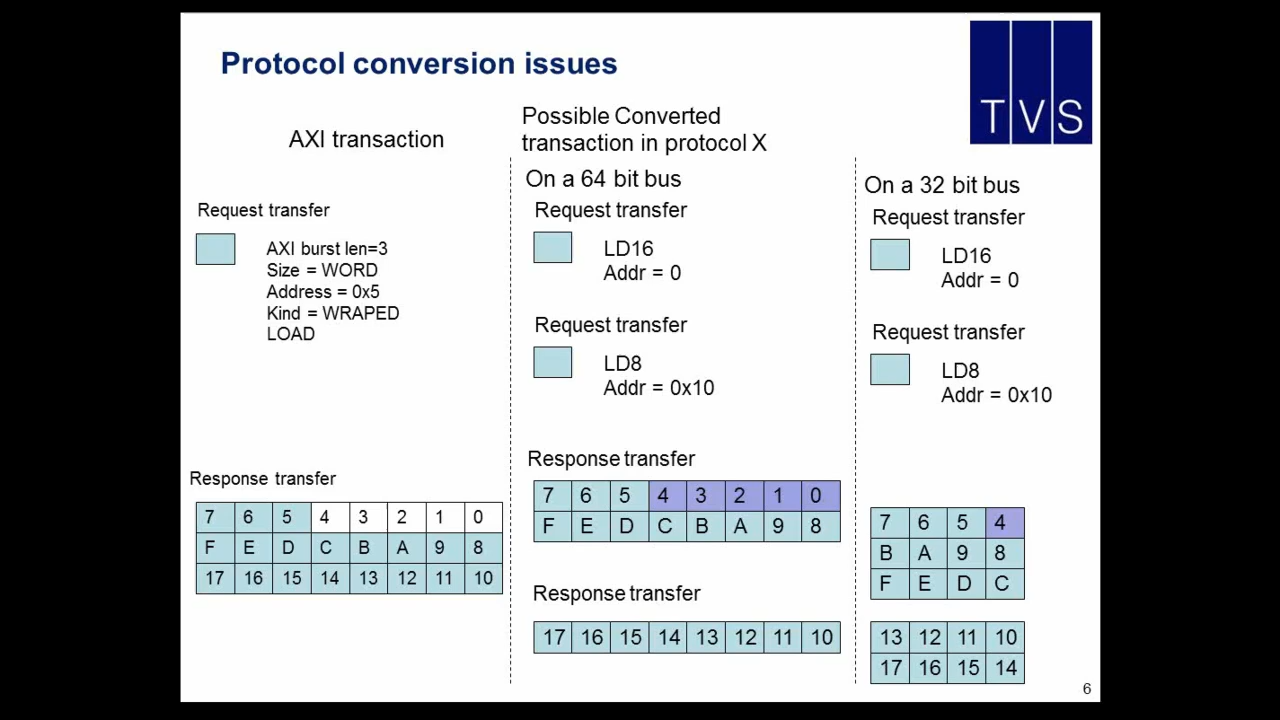 Protocol conversion issues
TVS
AXI transaction
Request transfer
AXI burst len=3
Size = WORD
Address = 0x5
Kind = WRAPED
LOAD
Response transfer
7 6 5 4 3 2 1 0
F E D C B A 9 8
17 16 15 14 13 12 11 10
Possible Converted
transaction in protocol X
On a 64 bit bus
Request transfer
LD16
Addr = 0
Request transfer
LD8
Addr = 0x10
Response transfer
7 6 5 4 3 2 1 0
F E D C B A 9 8
Response transfer
17 16 15 14 13 12 11 10
On a 32 bit bus
Request transfer
LD16
Addr = 0
Request transfer
LD8
Addr = 0x10
7 6 5 4
B A 9 8
F E D C
13 12 11 10
17 16 15 14
6